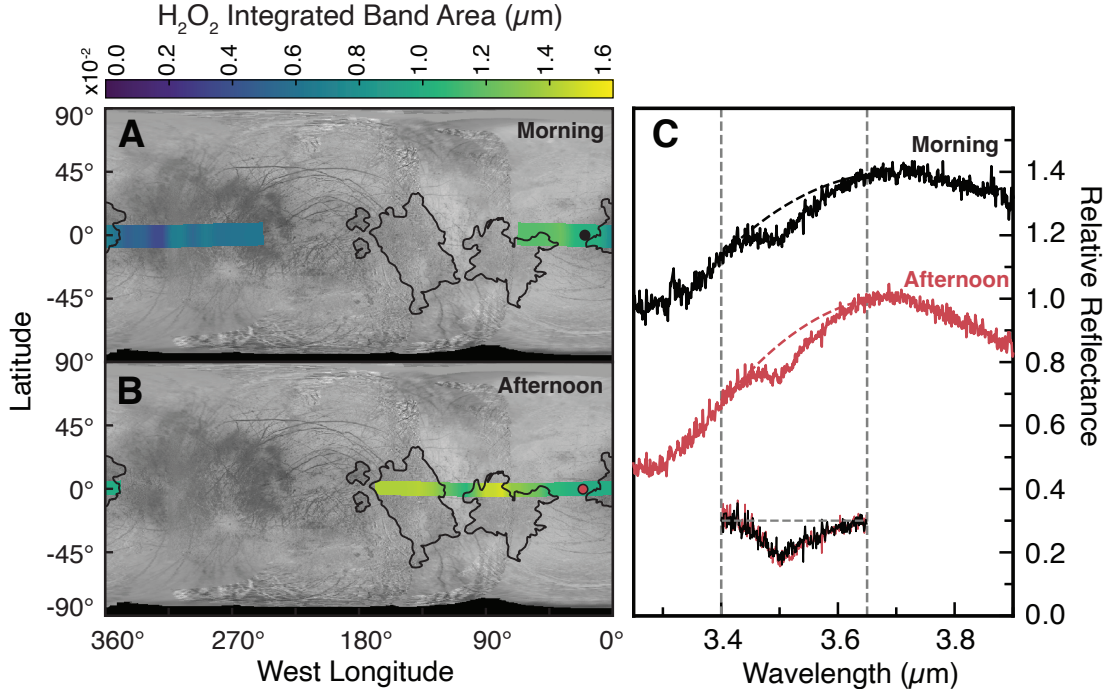 H₂O₂ Integrated Band Area (µm)
x10⁻²
0.0 0.2 0.4 0.6 0.8 1.0 1.2 1.4 1.6
A
Morning
90°
45°
0°
-45°
90°
B
Afternoon
45°
0°
-45°
-90°
360° 270° 180° 90° 0°
Latitude
West Longitude
C
Morning
Afternoon
1.4
1.2
1.0
0.8
0.6
0.4
0.2
0.0
Relative Reflectance
3.4 3.6 3.8
Wavelength (µm)